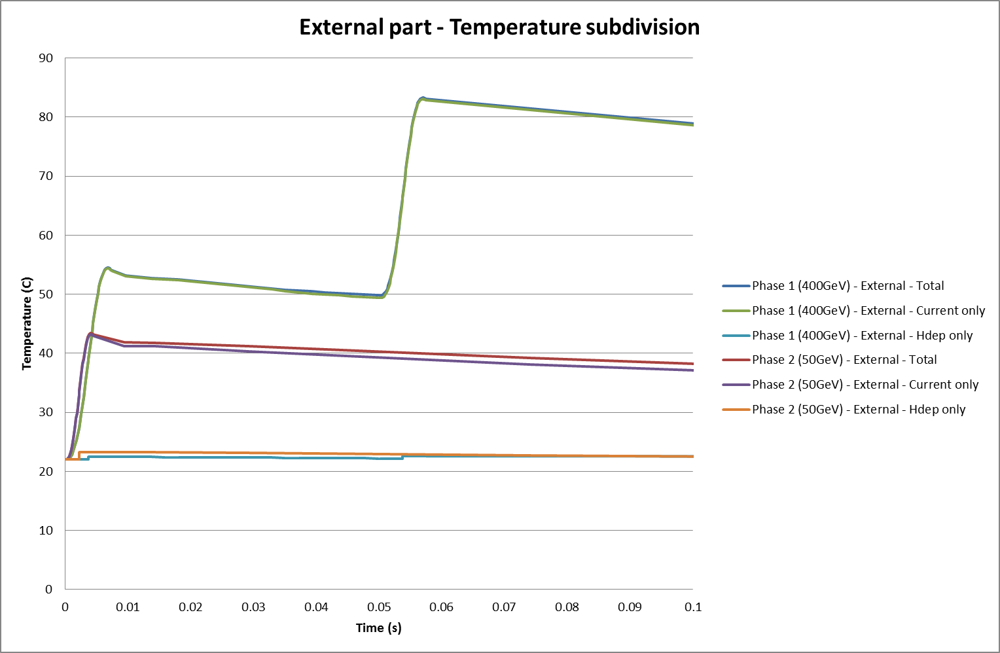 External part - Temperature subdivision
90
80
70
60
50
40
30
20
10
0
Temperature (C)
0 0.01 0.02 0.03 0.04 0.05 0.06 0.07 0.08 0.09 0.1
Time (s)
Phase 1 (400GeV) - External - Total
Phase 1 (400GeV) - External - Current only
Phase 1 (400GeV) - External - Hdep only
Phase 2 (50GeV) - External - Total
Phase 2 (50GeV) - External - Current only
Phase 2 (50GeV) - External - Hdep only